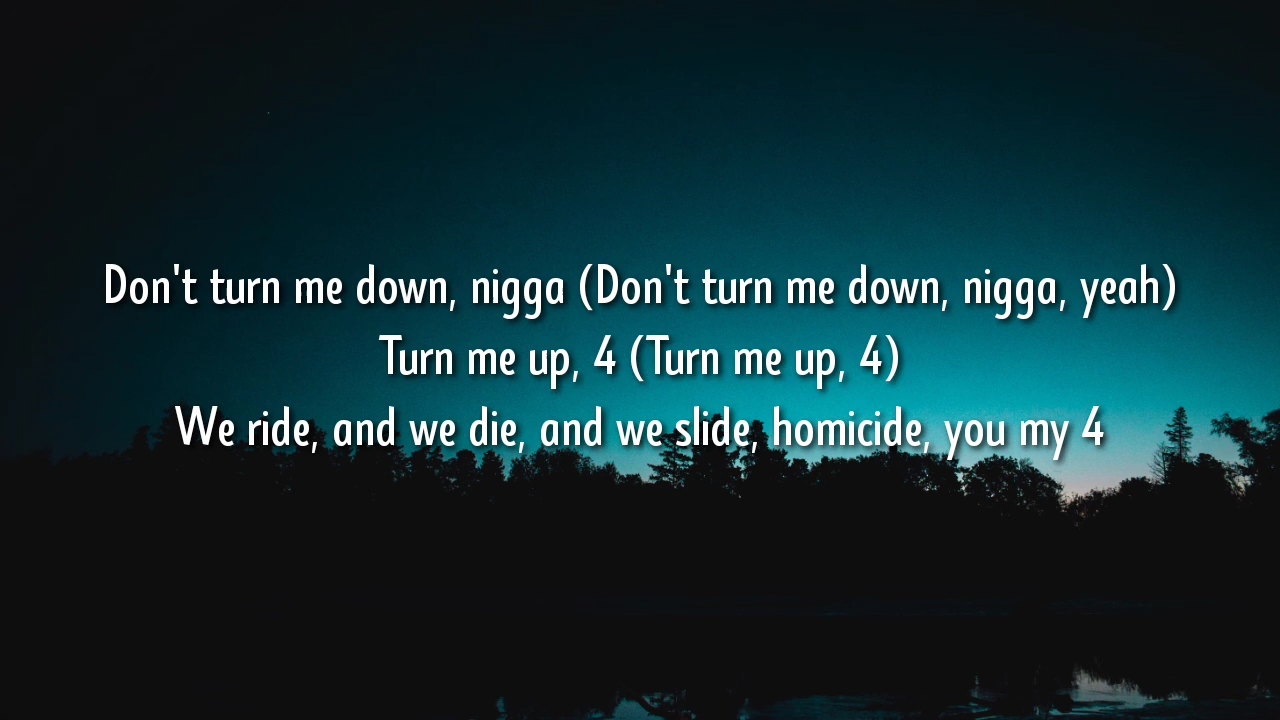 Don't turn me down, nigga (Don't turn me down, nigga, yeah)
Turn me up, 4 (Turn me up, 4)
We ride, and we die, and we slide, homicide, you my 4